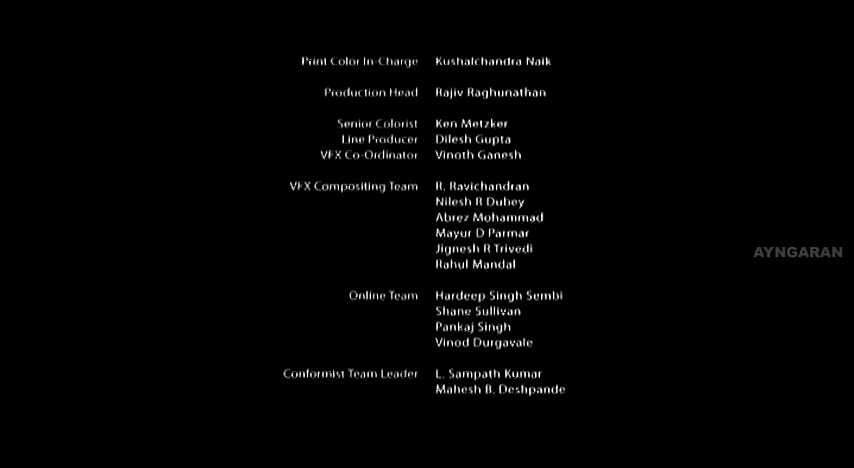 Print Color In-Charge Kushalchandra Naik
Production Head Rajiv Raghunathan
Senior Colorist Ken Metzker
Line Producer Dilesh Gupta
VFX Co-Ordinator Vinoth Ganesh
VFX Compositing Team R. Ravichandran
Nilesh R Dubey
Abrez Mohammad
Mayur D Parmar
Jignesh R Trivedi
Rahul Mandal
AYNGARAN
Online Team Hardeep Singh Sembi
Shane Sullivan
Pankaj Singh
Vinod Durgavale
Conformist Team Leader L. Sampath Kumar
Mahesh B. Deshpande